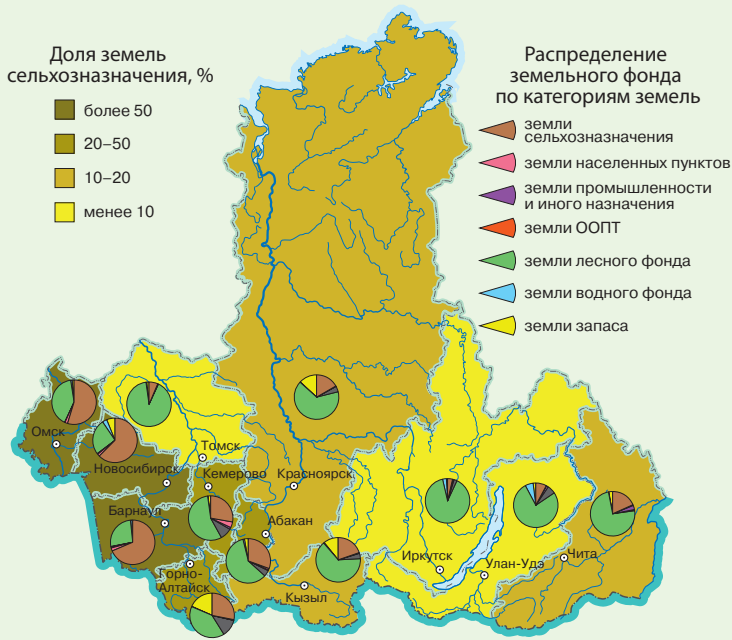 Доля земель
сельхозназначения, %
более 50
20–50
10–20
менее 10
Распределение
земельного фонда
по категориям земель
земли
сельхозназначения
земли населенных пунктов
земли промышленности
и иного назначения
земли ООПТ
земли лесного фонда
земли водного фонда
земли запаса
Омск
Томск
Новосибирск
Кемерово
Красноярск
Барнаул
Абакан
Горно-
Алтайск
Кызыл
Иркутск
Улан-Удэ
Чита